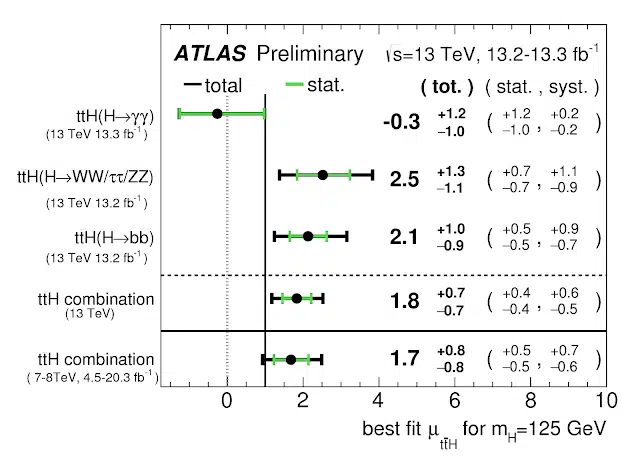 ATLAS Preliminary √s=13 TeV, 13.2-13.3 fb⁻¹
total stat. ( tot. ) ( stat. , syst. )
ttH(H→γγ) -0.3 +1.2 −1.0 ( +1.2 −1.0 , +0.2 −0.2 )
(13 TeV 13.3 fb⁻¹)
ttH(H→WW/ττ/ZZ) 2.5 +1.3 −1.1 ( +0.7 −0.7 , +1.1 −0.9 )
(13 TeV 13.2 fb⁻¹)
ttH(H→bb) 2.1 +1.0 −0.9 ( +0.5 −0.5 , +0.9 −0.7 )
(13 TeV 13.2 fb⁻¹)
ttH combination 1.8 +0.7 −0.7 ( +0.4 −0.4 , +0.6 −0.5 )
(13 TeV)
ttH combination 1.7 +0.8 −0.8 ( +0.5 −0.5 , +0.7 −0.6 )
( 7-8TeV, 4.5-20.3 fb⁻¹)
0 2 4 6 8 10
best fit μ_tt̄H for m_H=125 GeV